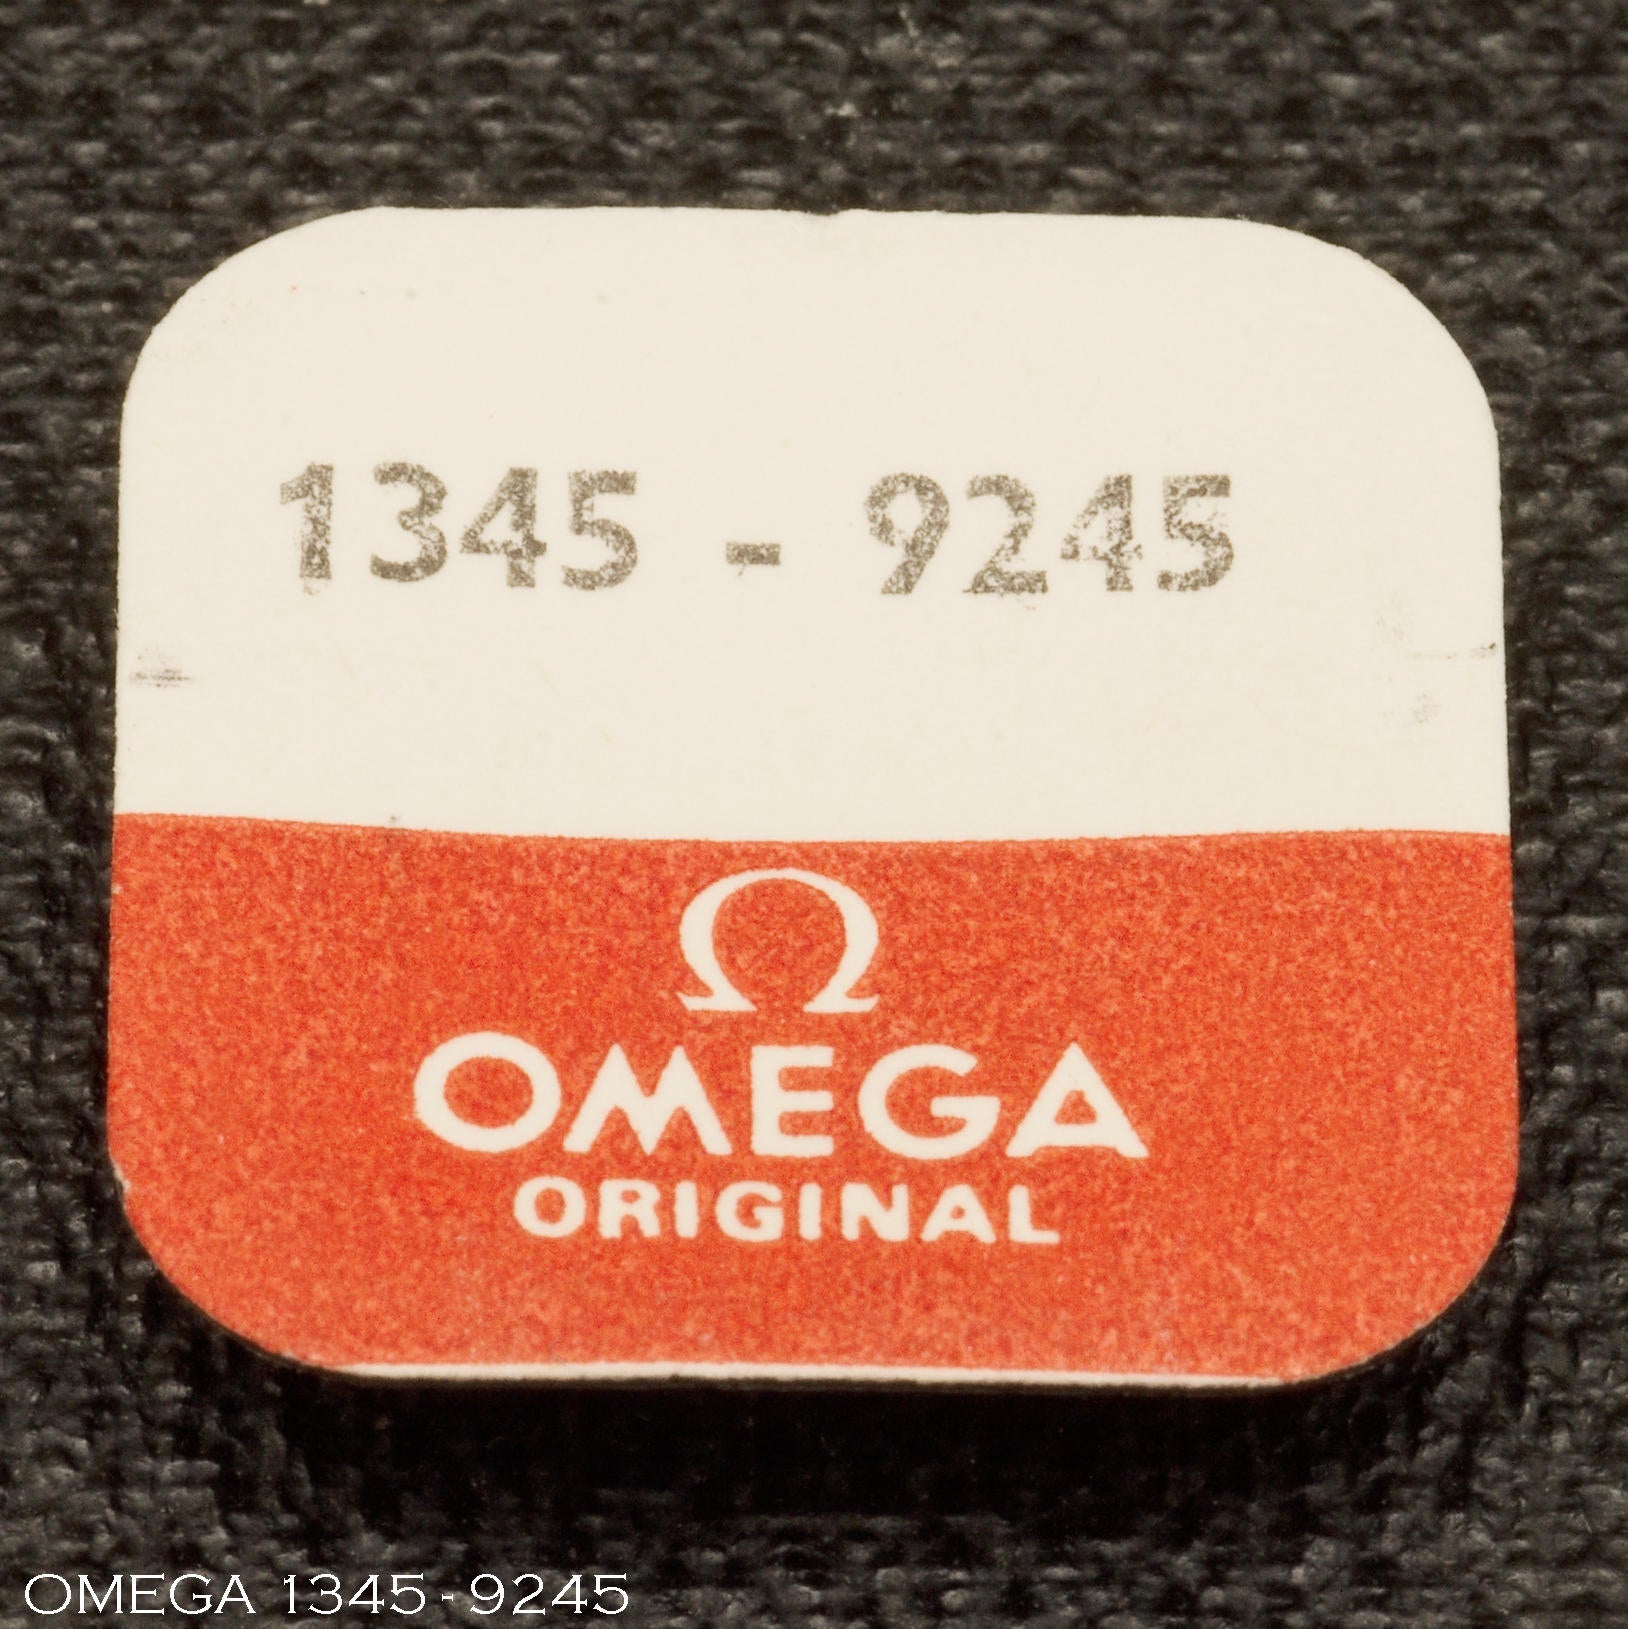 1345 - 9245
Ω
OMEGA
ORIGINAL
OMEGA 1345 - 9245